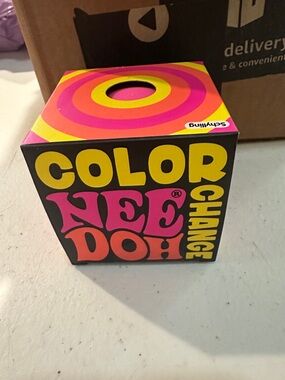 delivery
e & convenien
Schylling
COLOR
NEE®
DOH
CHANGE